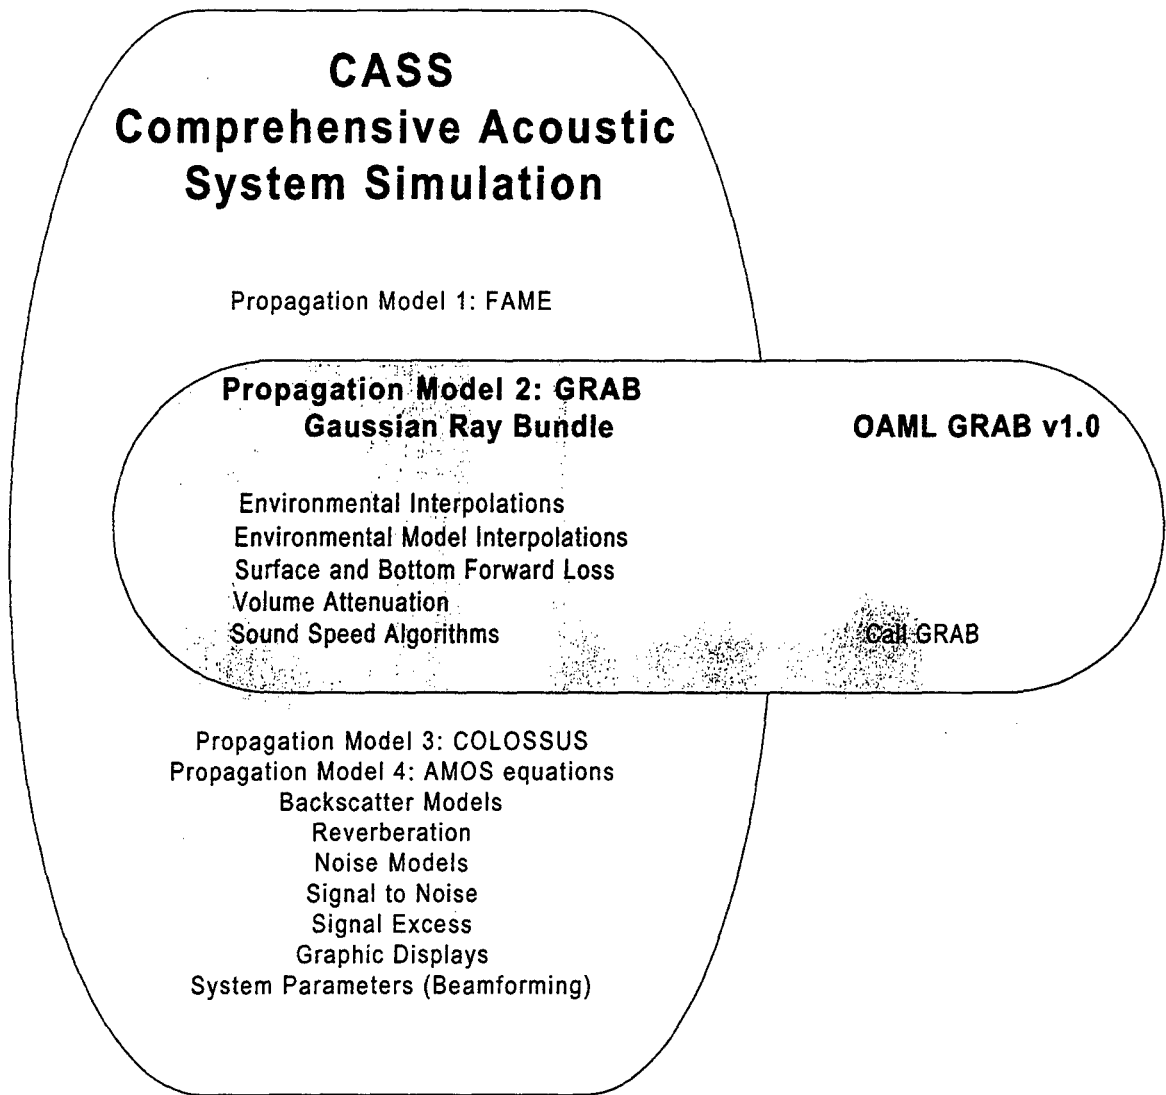 CASS
Comprehensive Acoustic
System Simulation
Propagation Model 1: FAME
Propagation Model 2: GRAB
Gaussian Ray Bundle
OAML GRAB v1.0
Environmental Interpolations
Environmental Model Interpolations
Surface and Bottom Forward Loss
Volume Attenuation
Sound Speed Algorithms
Call GRAB
Propagation Model 3: COLOSSUS
Propagation Model 4: AMOS equations
Backscatter Models
Reverberation
Noise Models
Signal to Noise
Signal Excess
Graphic Displays
System Parameters (Beamforming)